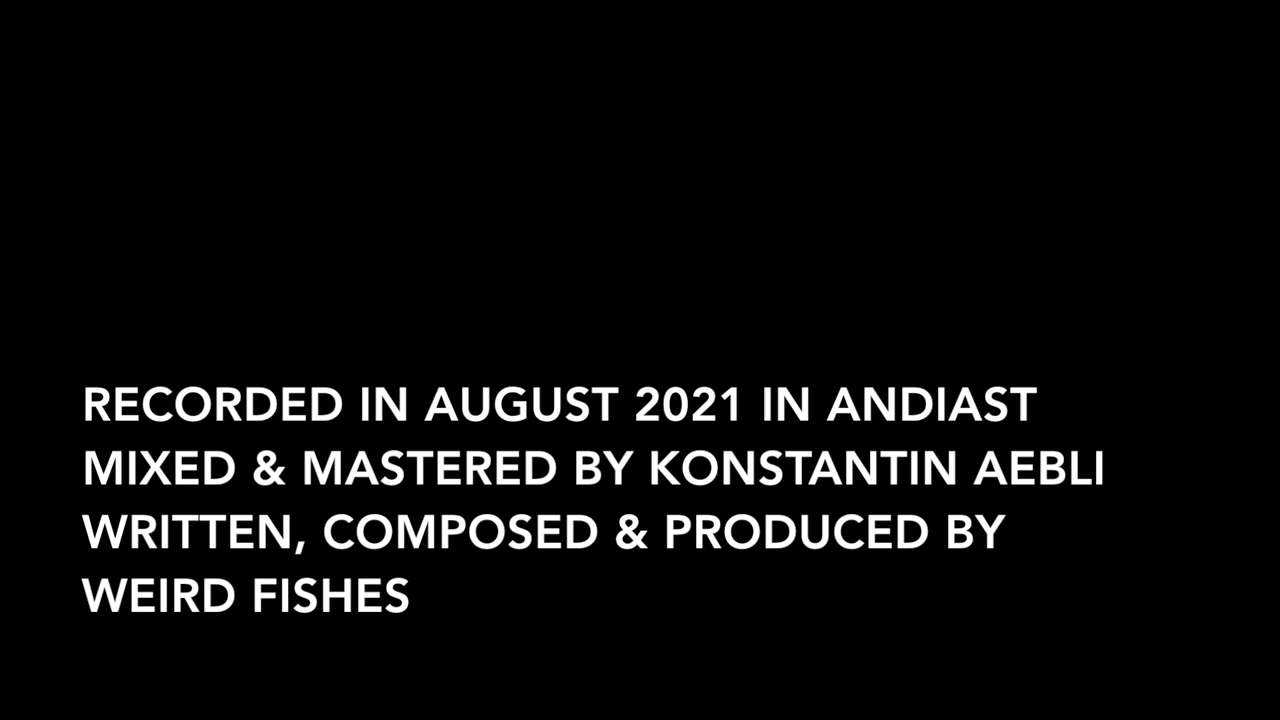 RECORDED IN AUGUST 2021 IN ANDIAST
MIXED & MASTERED BY KONSTANTIN AEBLI
WRITTEN, COMPOSED & PRODUCED BY
WEIRD FISHES